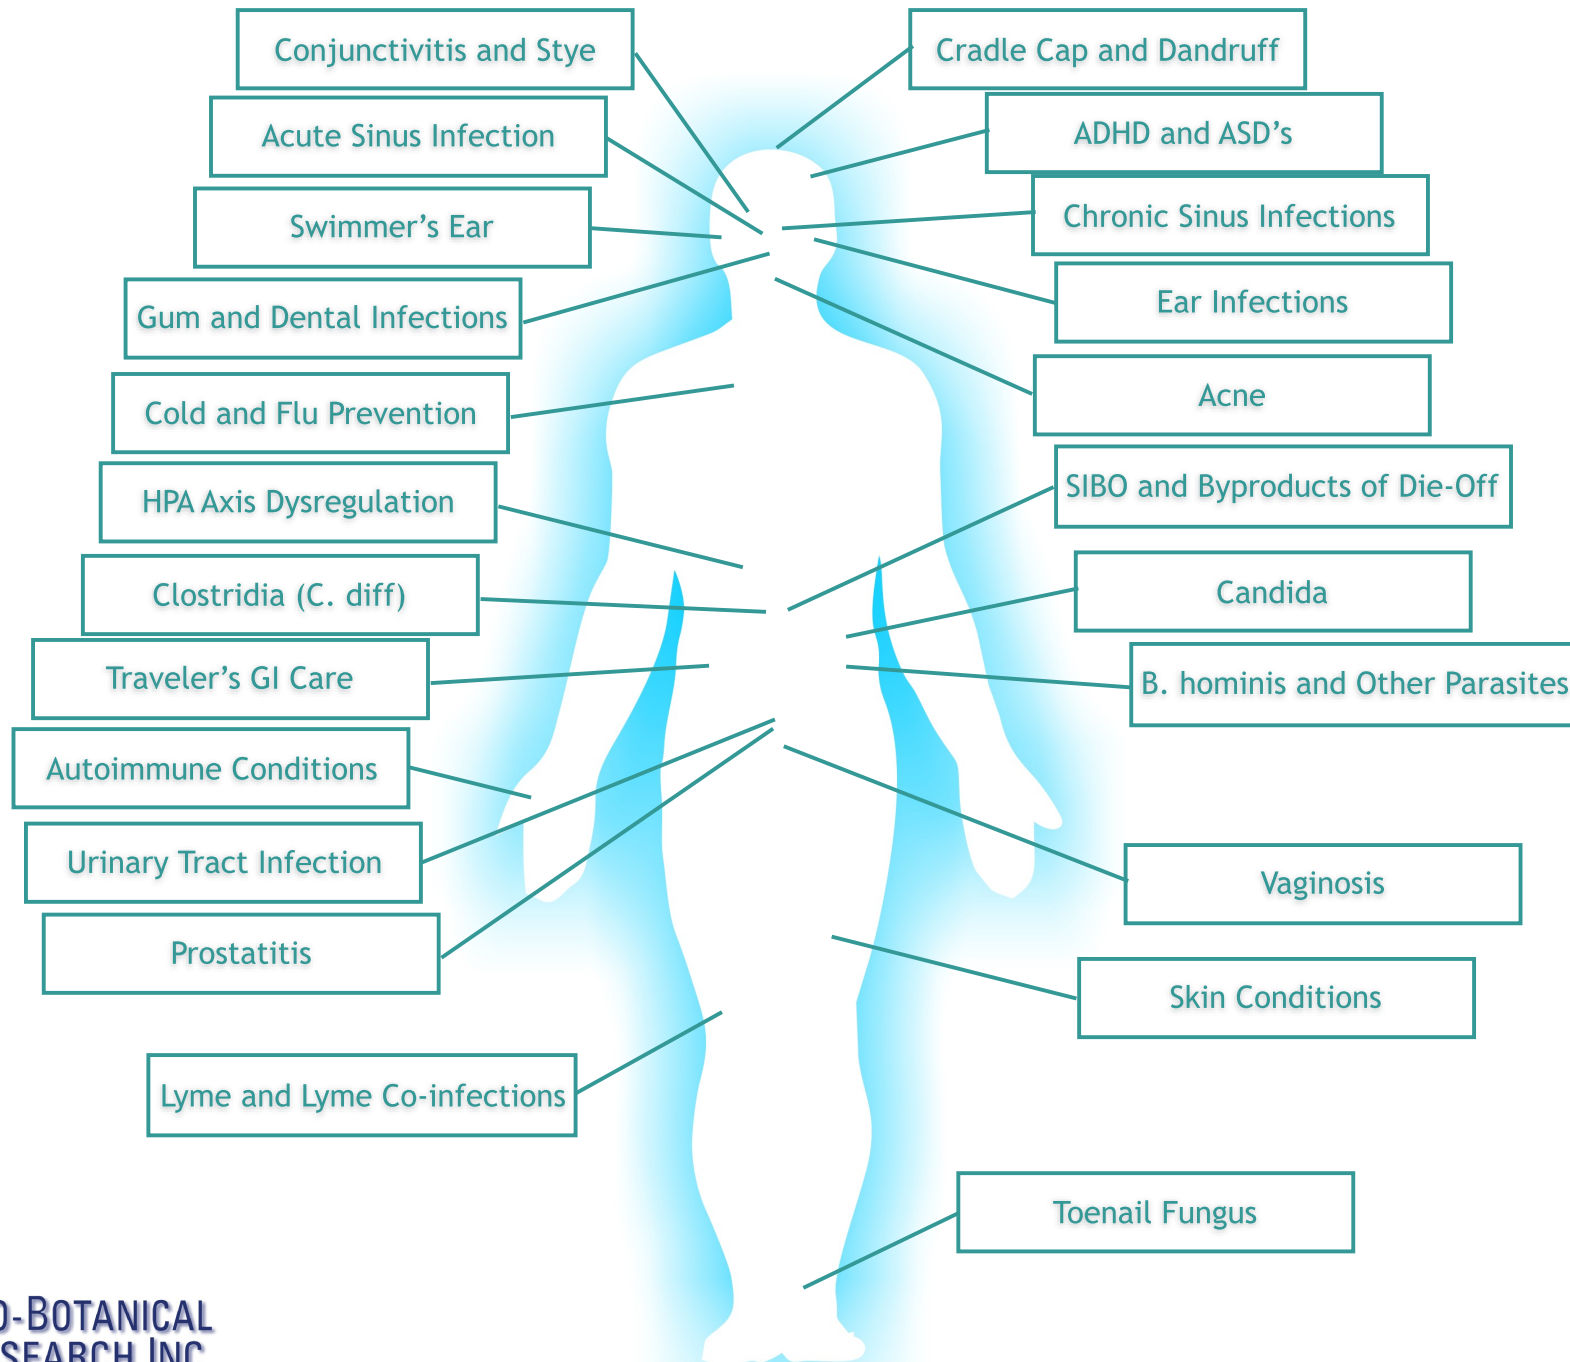 Conjunctivitis and Stye
Acute Sinus Infection
Swimmer’s Ear
Gum and Dental Infections
Cold and Flu Prevention
HPA Axis Dysregulation
Clostridia (C. diff)
Traveler’s GI Care
Autoimmune Conditions
Urinary Tract Infection
Prostatitis
Lyme and Lyme Co-infections
Cradle Cap and Dandruff
ADHD and ASD’s
Chronic Sinus Infections
Ear Infections
Acne
SIBO and Byproducts of Die-Off
Candida
B. hominis and Other Parasites
Vaginosis
Skin Conditions
Toenail Fungus
-BOTANICAL
SEARCH INC